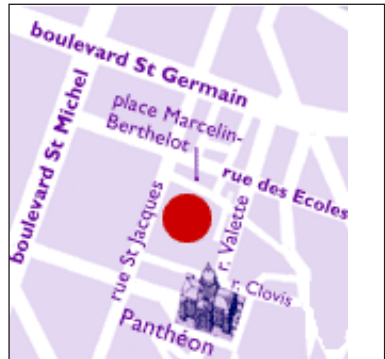 boulevard St Germain
boulevard St Michel
place Marcelin-
Berthelot
rue des Ecoles
rue St Jacques
r. Valette
r. Clovis
Panthéon